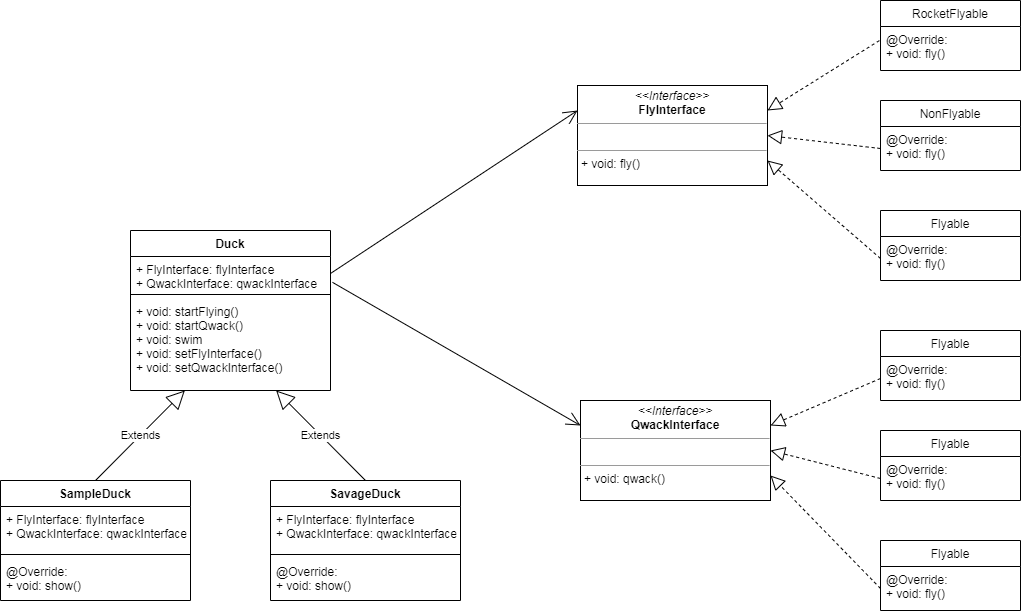 RocketFlyable
@Override:
+ void: fly()
<<Interface>>
FlyInterface
+ void: fly()
NonFlyable
@Override:
+ void: fly()
Flyable
@Override:
+ void: fly()
Duck
+ FlyInterface: flyInterface
+ QwackInterface: qwackInterface
+ void: startFlying()
+ void: startQwack()
+ void: swim
+ void: setFlyInterface()
+ void: setQwackInterface()
Flyable
@Override:
+ void: fly()
<<Interface>>
QwackInterface
+ void: qwack()
Flyable
@Override:
+ void: fly()
Flyable
@Override:
+ void: fly()
Extends
Extends
SampleDuck
+ FlyInterface: flyInterface
+ QwackInterface: qwackInterface
@Override:
+ void: show()
SavageDuck
+ FlyInterface: flyInterface
+ QwackInterface: qwackInterface
@Override:
+ void: show()